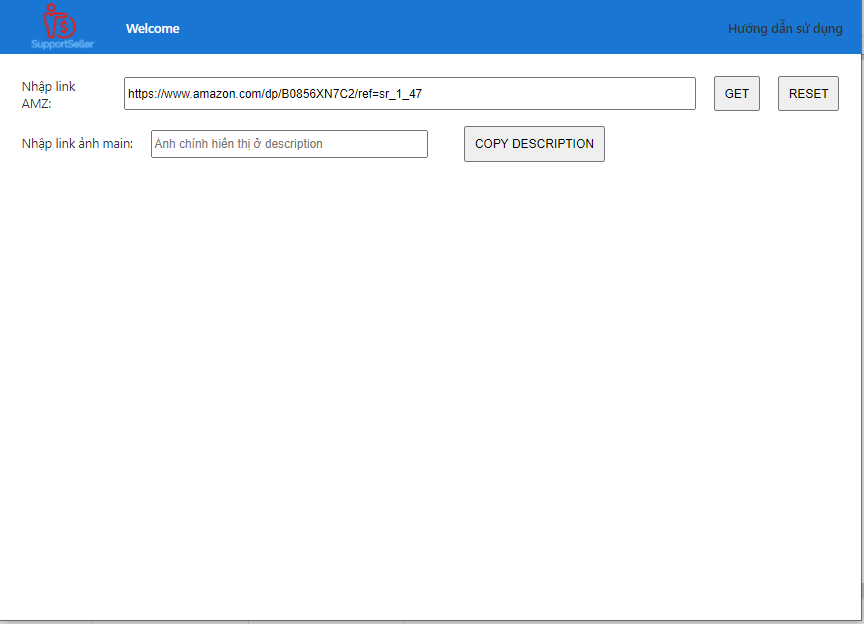 SupportSeller
Welcome
Hướng dẫn sử dụng
Nhập link
AMZ:
https://www.amazon.com/dp/B0856XN7C2/ref=sr_1_47
GET
RESET
Nhập link ảnh main:
Ảnh chính hiển thị ở description
COPY DESCRIPTION